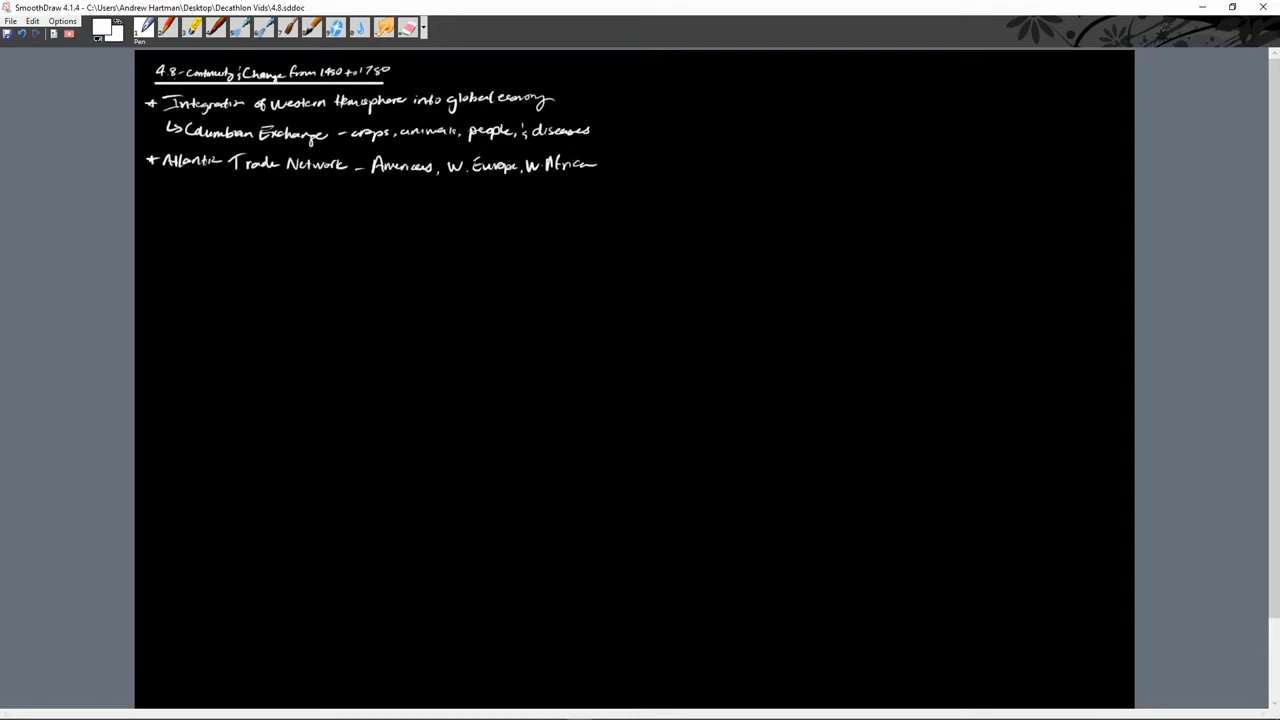 SmoothDraw 4.1.4 - C:\Users\Andrew Hartman\Desktop\Decathlon Vids\4.8.sddoc
File Edit Options
Pen
4.8 - Continuity & Change from 1450 to 1750
* Integration of Western Hemisphere into global economy
↳ Columbian Exchange - crops, animals, people, & diseases
* Atlantic Trade Network - Americas, W. Europe, W. Africa